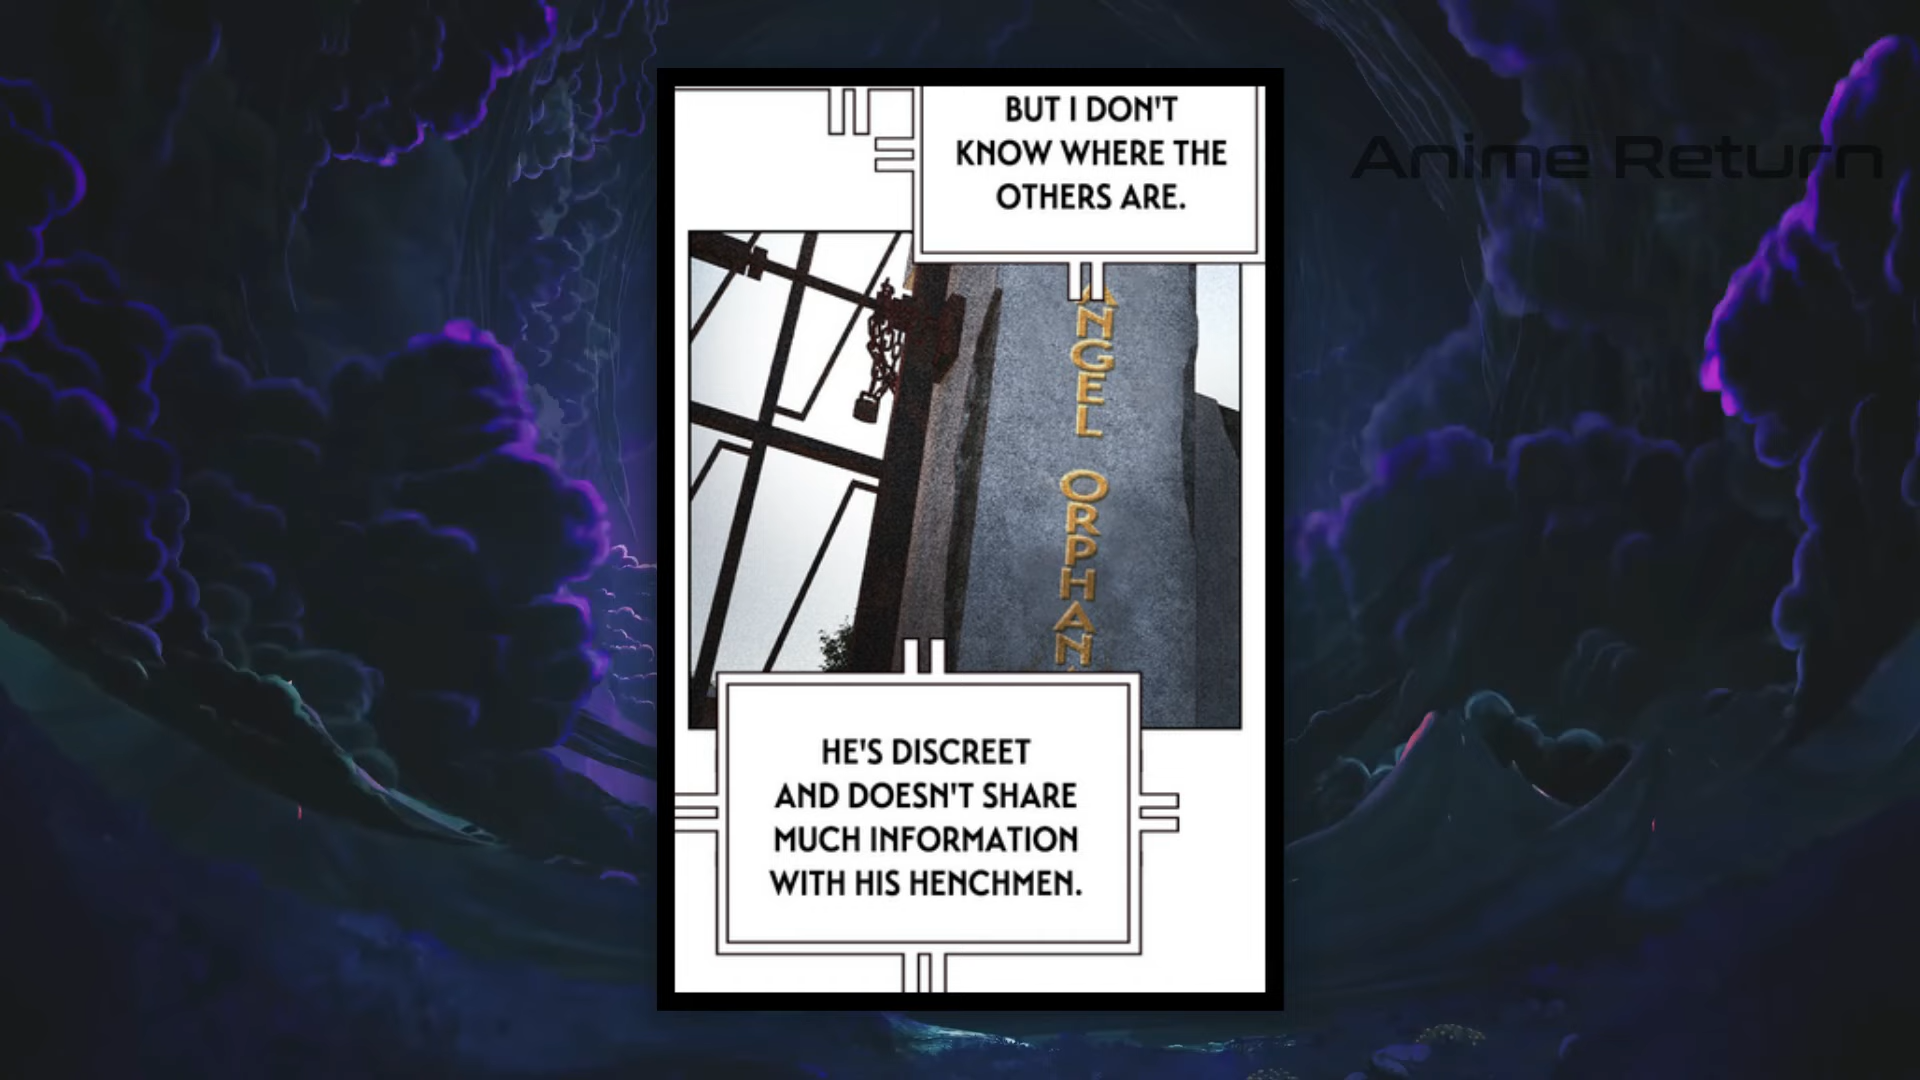 Anime Return
BUT I DON'T
KNOW WHERE THE
OTHERS ARE.
ANGEL ORPHAN
HE'S DISCREET
AND DOESN'T SHARE
MUCH INFORMATION
WITH HIS HENCHMEN.